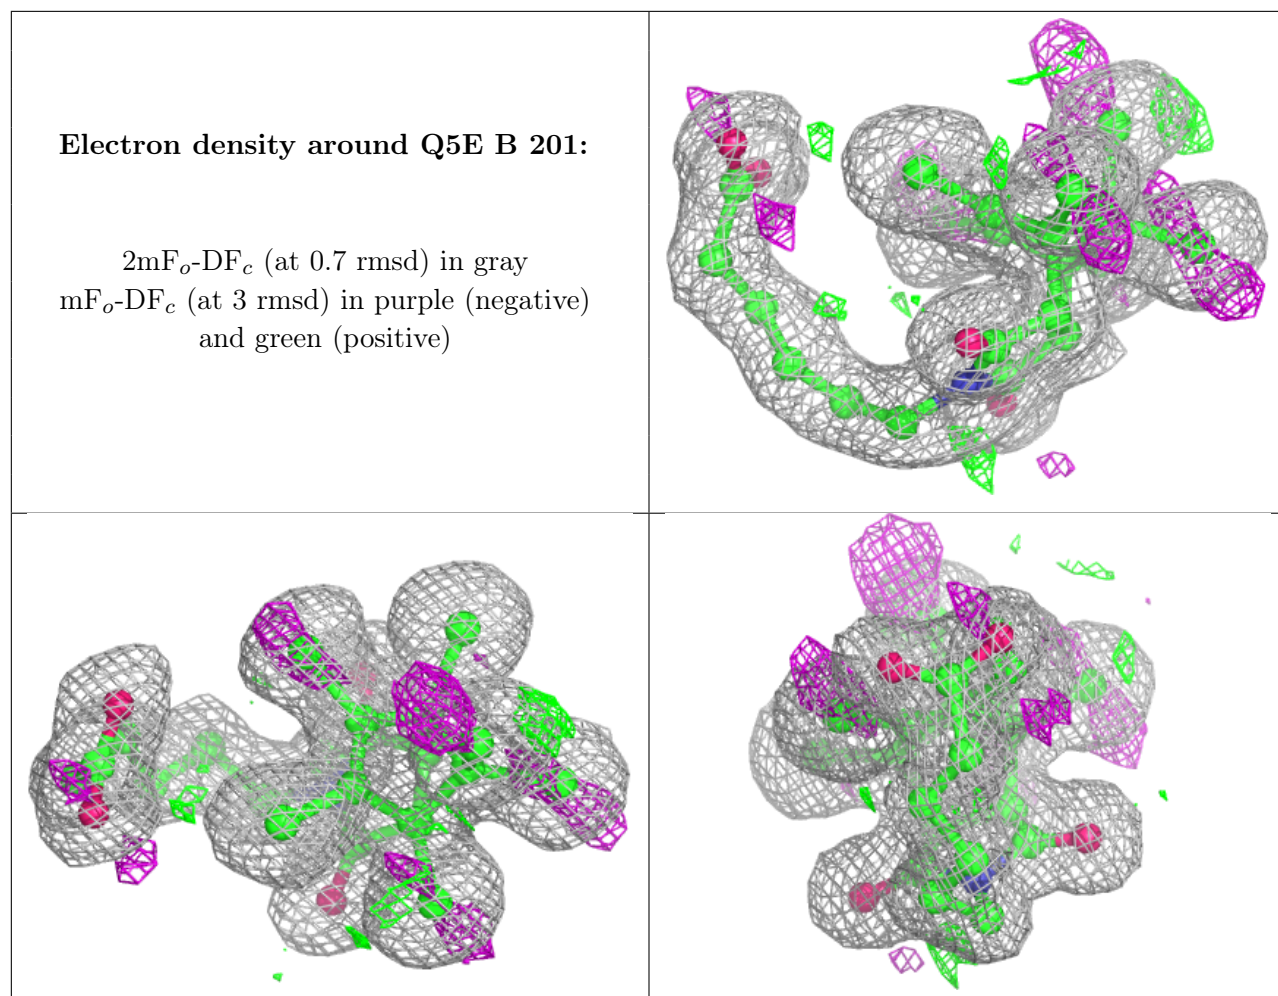 Electron density around Q5E B 201:
2mFo-DFc (at 0.7 rmsd) in gray
mFo-DFc (at 3 rmsd) in purple (negative)
and green (positive)